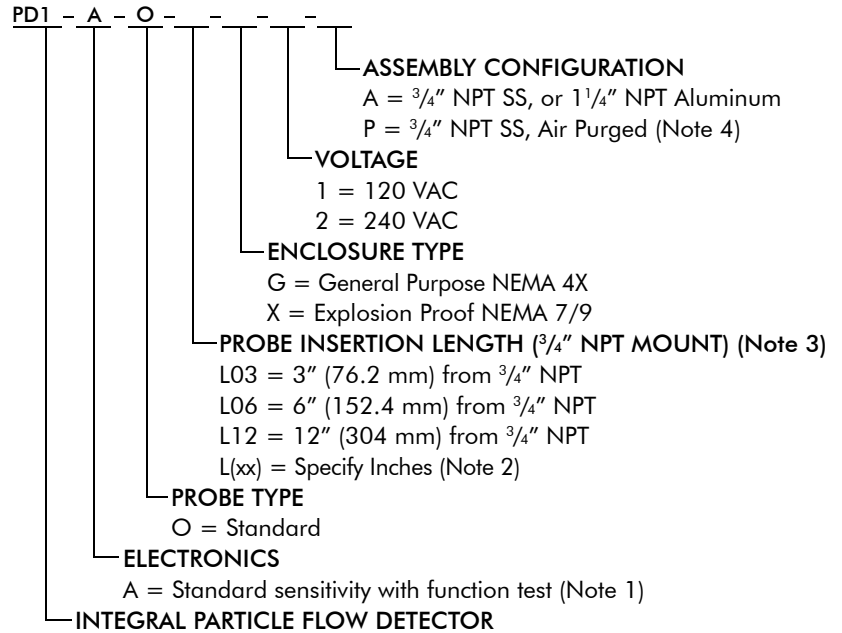 PD1 – A – O – – – –
ASSEMBLY CONFIGURATION
A = 3/4" NPT SS, or 1 1/4" NPT Aluminum
P = 3/4" NPT SS, Air Purged (Note 4)
VOLTAGE
1 = 120 VAC
2 = 240 VAC
ENCLOSURE TYPE
G = General Purpose NEMA 4X
X = Explosion Proof NEMA 7/9
PROBE INSERTION LENGTH (3/4" NPT MOUNT) (Note 3)
L03 = 3" (76.2 mm) from 3/4" NPT
L06 = 6" (152.4 mm) from 3/4" NPT
L12 = 12" (304 mm) from 3/4" NPT
L(xx) = Specify Inches (Note 2)
PROBE TYPE
O = Standard
ELECTRONICS
A = Standard sensitivity with function test (Note 1)
INTEGRAL PARTICLE FLOW DETECTOR